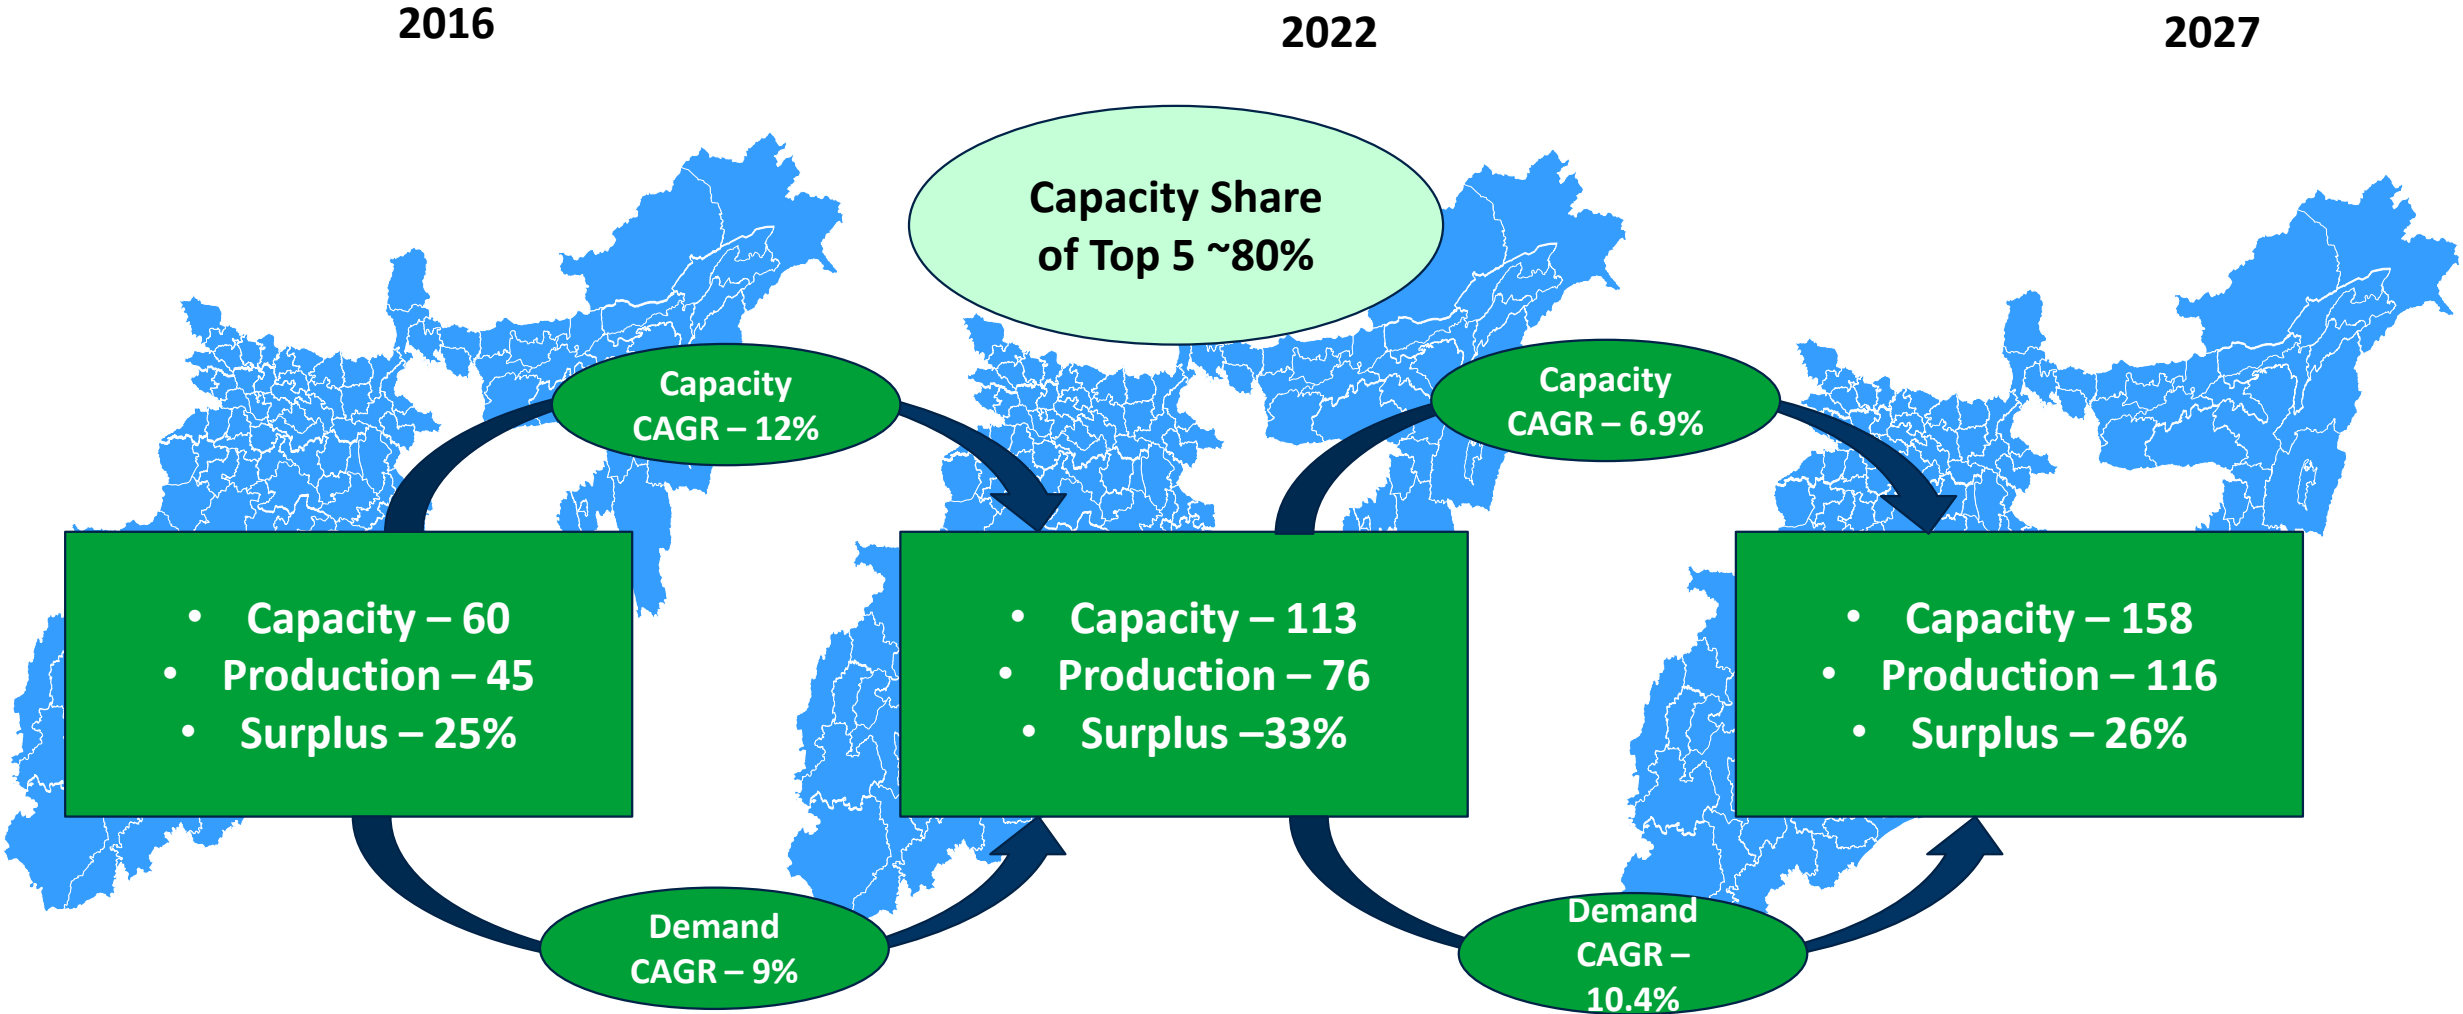 2016
2022
2027
Capacity Share
of Top 5 ~80%
Capacity
CAGR – 12%
Capacity
CAGR – 6.9%
• Capacity – 60
• Production – 45
• Surplus – 25%
• Capacity – 113
• Production – 76
• Surplus –33%
• Capacity – 158
• Production – 116
• Surplus – 26%
Demand
CAGR – 9%
Demand
CAGR –
10.4%